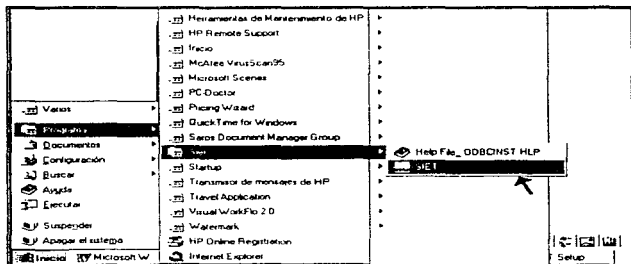 Varios
Programas
Documentos
Configuración
Buscar
Ayuda
Ejecutar
Suspender
Apagar el sistema
Inicio
Microsoft W
Herramientas de Mantenimiento de HP
HP Remote Support
Inicio
McAfee VirusScan95
Microsoft Scenes
PC-Doctor
Pricing Wizard
QuickTime for Windows
Saros Document Manager Group
Siet
Startup
Transmisor de mensajes de HP
Travel Application
Visual WorkFlo 2.0
Watermark
HP Online Registration
Internet Explorer
Help File_ ODBCINST HLP
SIET
Setup